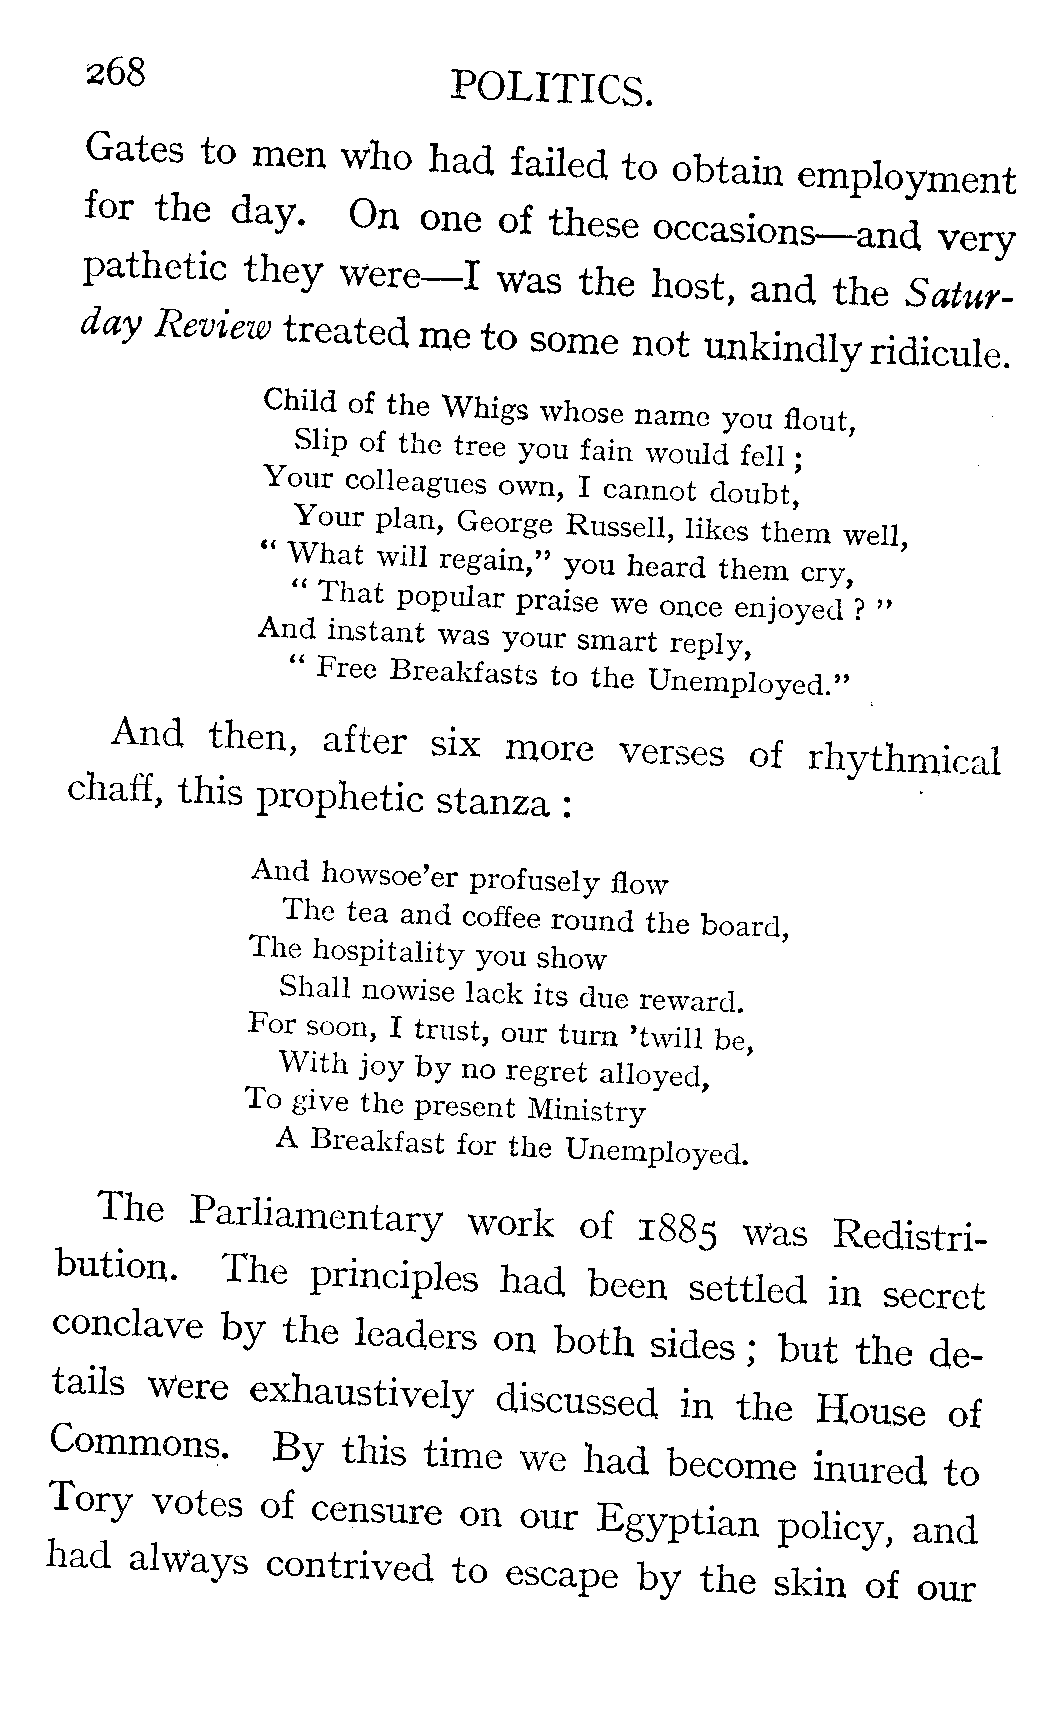 268
POLITICS.
Gates to men who had failed to obtain employment
for the day. On one of these occasions—and very
pathetic they were—I was the host, and the Satur-
day Review treated me to some not unkindly ridicule.
Child of the Whigs whose name you flout,
Slip of the tree you fain would fell ;
Your colleagues own, I cannot doubt,
Your plan, George Russell, likes them well,
“ What will regain,” you heard them cry,
“ That popular praise we once enjoyed ? ”
And instant was your smart reply,
“ Free Breakfasts to the Unemployed.”
And then, after six more verses of rhythmical
chaff, this prophetic stanza :
And howsoe’er profusely flow
The tea and coffee round the board,
The hospitality you show
Shall nowise lack its due reward.
For soon, I trust, our turn ’twill be,
With joy by no regret alloyed,
To give the present Ministry
A Breakfast for the Unemployed.
The Parliamentary work of 1885 was Redistri-
bution. The principles had been settled in secret
conclave by the leaders on both sides ; but the de-
tails were exhaustively discussed in the House of
Commons. By this time we had become inured to
Tory votes of censure on our Egyptian policy, and
had always contrived to escape by the skin of our